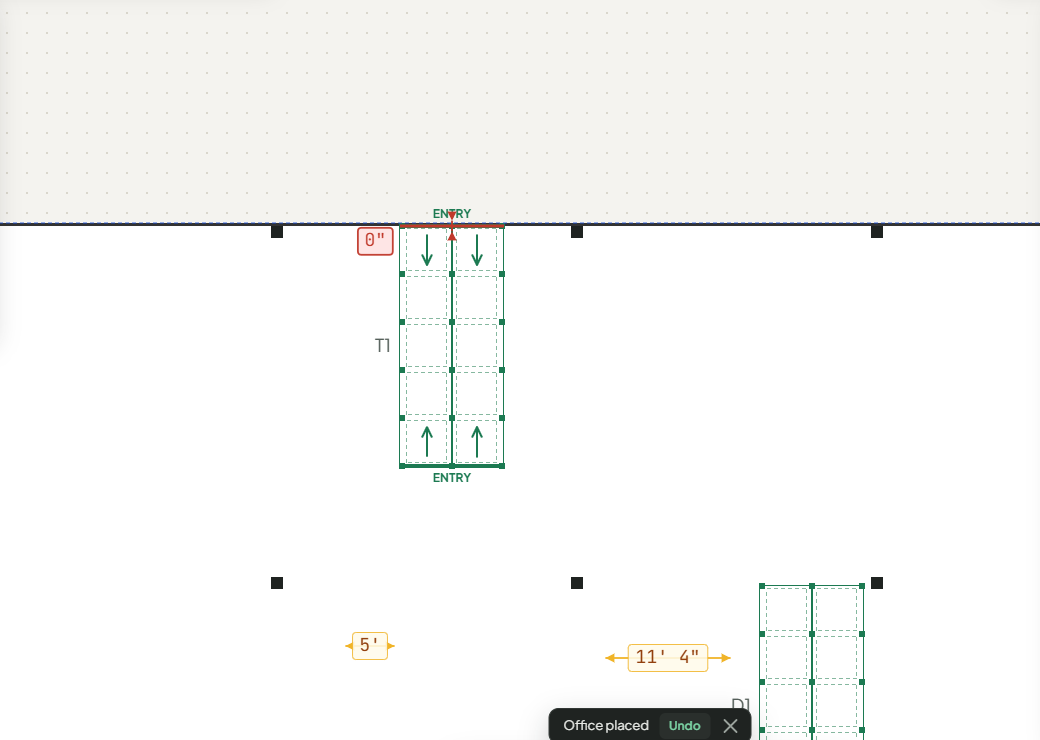 ENTRY
0"
T1
ENTRY
5'
11' 4"
D1
Office placed Undo